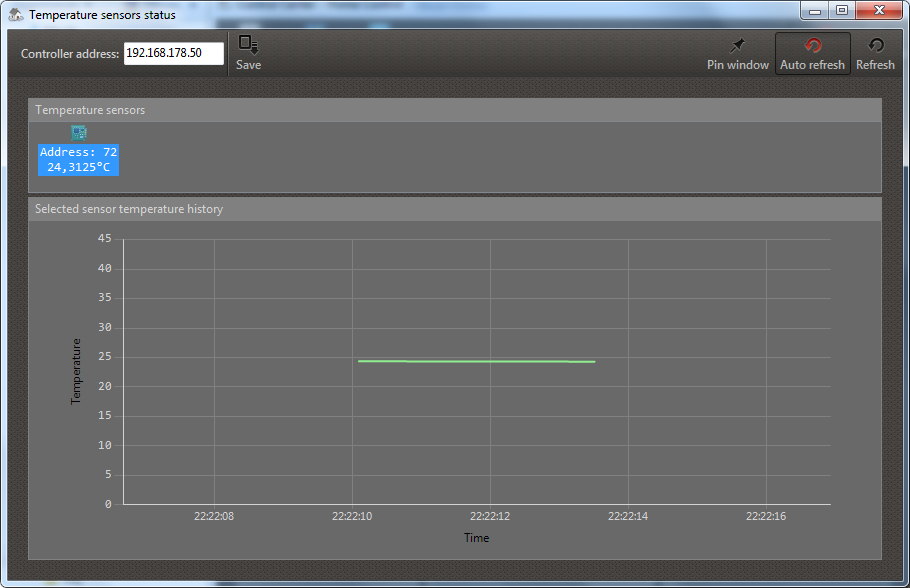 Temperature sensors status
Controller address: 192.168.178.50
Save
Pin window
Auto refresh
Refresh
Temperature sensors
Address: 72
24,3125°C
Selected sensor temperature history
45
40
35
30
25
20
15
10
5
0
Temperature
22:22:08
22:22:10
22:22:12
22:22:14
22:22:16
Time